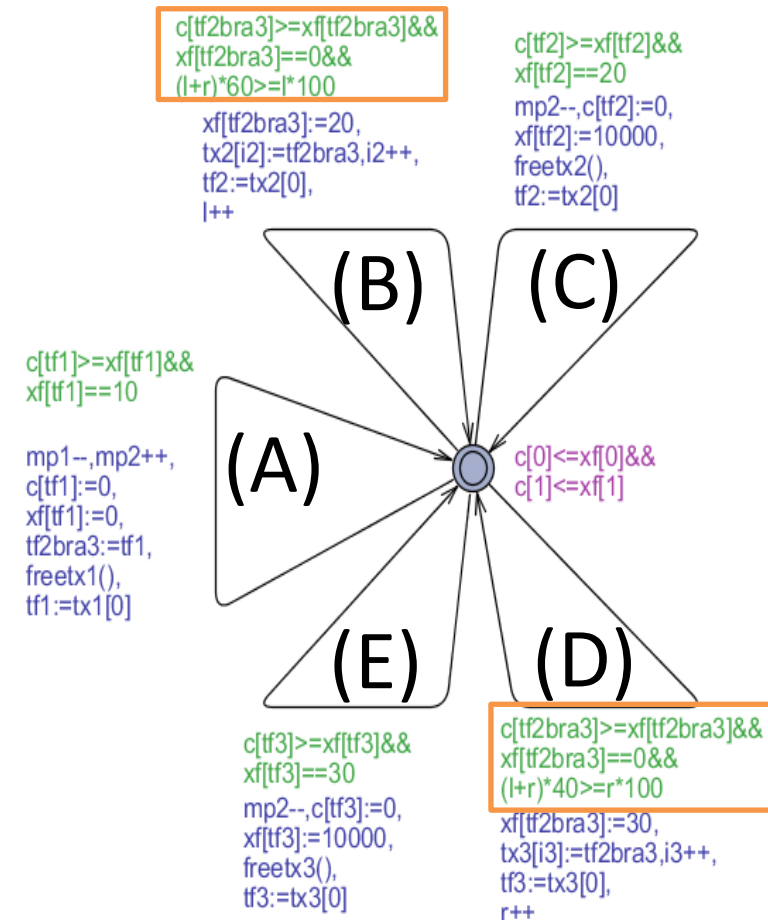 c[tf2bra3]>=xf[tf2bra3]&&
xf[tf2bra3]==0&&
(l+r)*60>=l*100
xf[tf2bra3]:=20,
tx2[i2]:=tf2bra3,i2++,
tf2:=tx2[0],
l++
c[tf2]>=xf[tf2]&&
xf[tf2]==20
mp2--,c[tf2]:=0,
xf[tf2]:=10000,
freetx2(),
tf2:=tx2[0]
(B)
(C)
c[tf1]>=xf[tf1]&&
xf[tf1]==10
mp1--,mp2++,
c[tf1]:=0,
xf[tf1]:=0,
tf2bra3:=tf1,
freetx1(),
tf1:=tx1[0]
(A)
c[0]<=xf[0]&&
c[1]<=xf[1]
(E)
(D)
c[tf3]>=xf[tf3]&&
xf[tf3]==30
mp2--,c[tf3]:=0,
xf[tf3]:=10000,
freetx3(),
tf3:=tx3[0]
c[tf2bra3]>=xf[tf2bra3]&&
xf[tf2bra3]==0&&
(l+r)*40>=r*100
xf[tf2bra3]:=30,
tx3[i3]:=tf2bra3,i3++,
tf3:=tx3[0],
r++